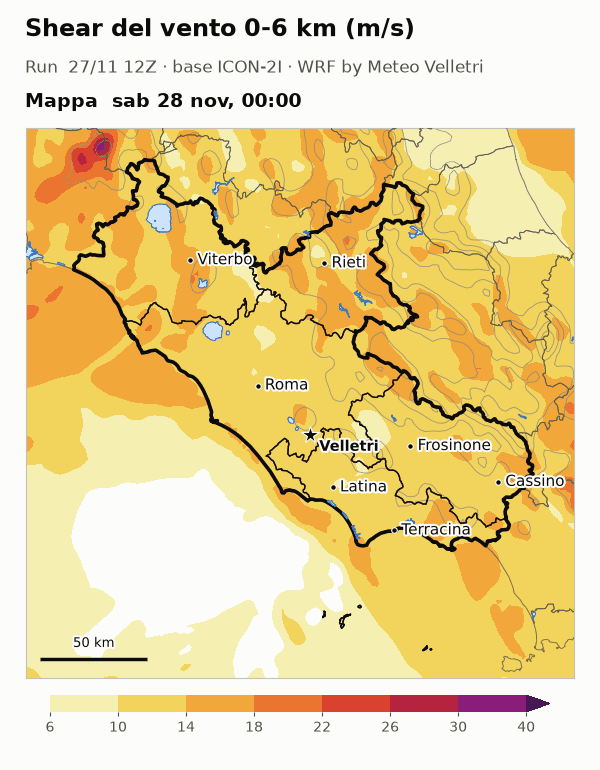 Shear del vento 0-6 km (m/s)
Run 27/11 12Z · base ICON-2I · WRF by Meteo Velletri
Mappa sab 28 nov, 00:00
Viterbo
Rieti
Roma
Velletri
Frosinone
Latina
Cassino
Terracina
50 km
6 10 14 18 22 26 30 40